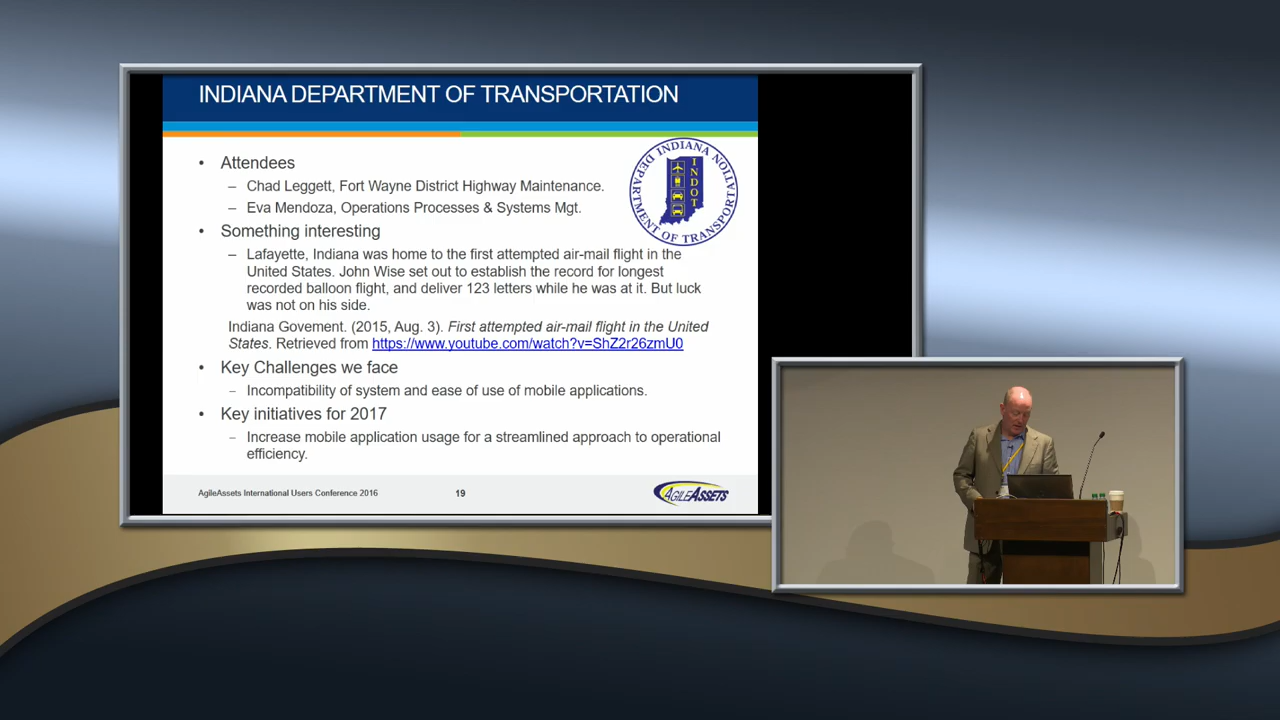 INDIANA DEPARTMENT OF TRANSPORTATION
• Attendees
– Chad Leggett, Fort Wayne District Highway Maintenance.
– Eva Mendoza, Operations Processes & Systems Mgt.
INDIANA DEPARTMENT OF TRANSPORTATION
INDOT
• Something interesting
– Lafayette, Indiana was home to the first attempted air-mail flight in the
United States. John Wise set out to establish the record for longest
recorded balloon flight, and deliver 123 letters while he was at it. But luck
was not on his side.
Indiana Govement. (2015, Aug. 3). First attempted air-mail flight in the United
States. Retrieved from https://www.youtube.com/watch?v=ShZ2r26zmU0
• Key Challenges we face
– Incompatibility of system and ease of use of mobile applications.
• Key initiatives for 2017
– Increase mobile application usage for a streamlined approach to operational
efficiency.
AgileAssets International Users Conference 2016
19
AGILEASSETS